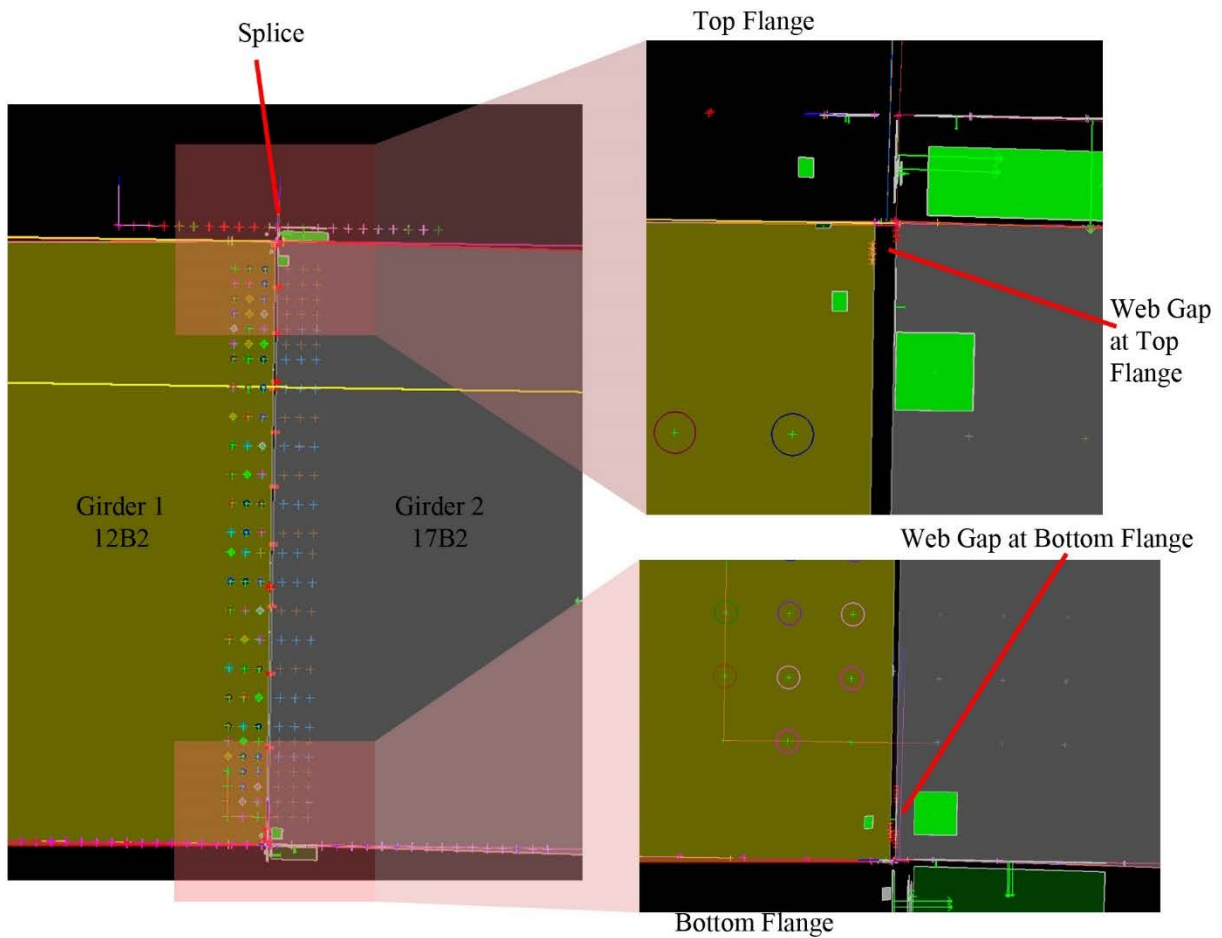 Splice
Top Flange
Web Gap
at Top
Flange
Girder 1
12B2
Girder 2
17B2
Web Gap at Bottom Flange
Bottom Flange